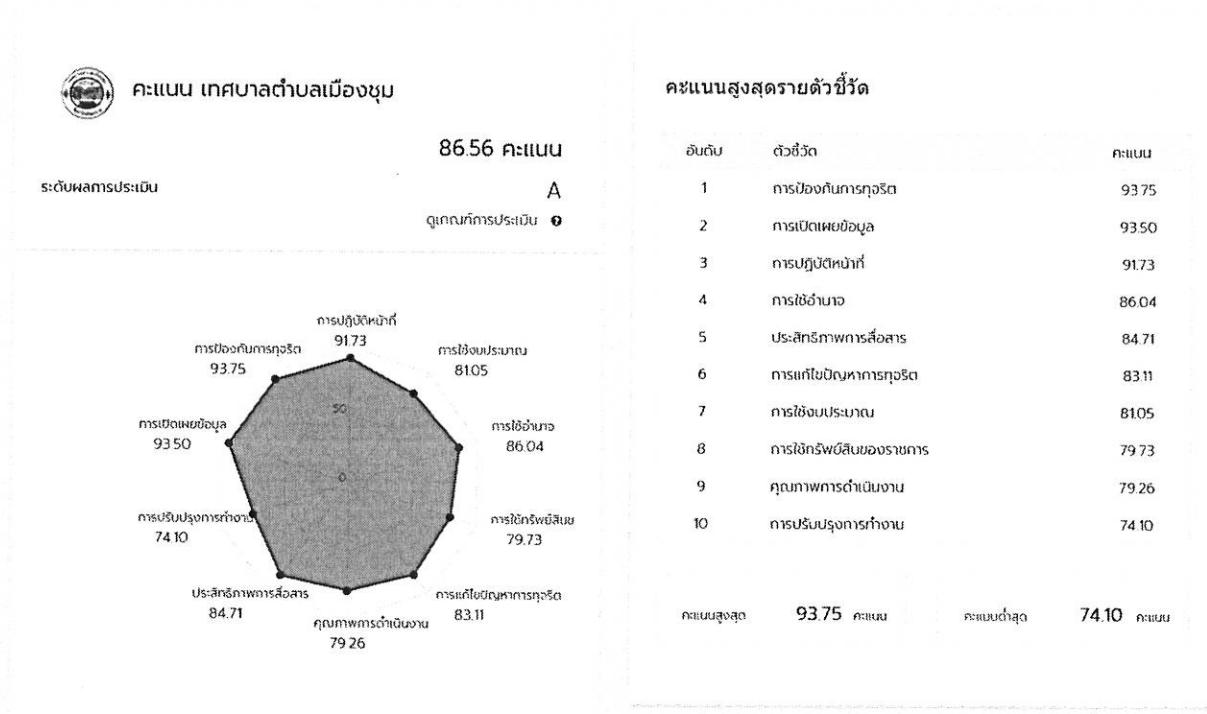 คะแนน เทศบาลตำบลเมืองชุม
86.56 คะแนน
ระดับผลการประเมิน
A
ดูเกณฑ์การประเมิน
การปฏิบัติหน้าที่
91.73
การป้องกันการทุจริต
93.75
การใช้งบประมาณ
81.05
50
การเปิดเผยข้อมูล
93.50
การใช้อำนาจ
86.04
0
การปรับปรุงการทำงาน
74.10
การใช้ทรัพย์สินข
79.73
ประสิทธิภาพการสื่อสาร
84.71
การแก้ไขปัญหาการทุจริต
83.11
คุณภาพการดำเนินงาน
79.26
คะแนนสูงสุดรายตัวชี้วัด
อันดับ ตัวชี้วัด คะแนน
1 การป้องกันการทุจริต 93.75
2 การเปิดเผยข้อมูล 93.50
3 การปฏิบัติหน้าที่ 91.73
4 การใช้อำนาจ 86.04
5 ประสิทธิภาพการสื่อสาร 84.71
6 การแก้ไขปัญหาการทุจริต 83.11
7 การใช้งบประมาณ 81.05
8 การใช้ทรัพย์สินของราชการ 79.73
9 คุณภาพการดำเนินงาน 79.26
10 การปรับปรุงการทำงาน 74.10
คะแนนสูงสุด 93.75 คะแนน คะแนนต่ำสุด 74.10 คะแนน